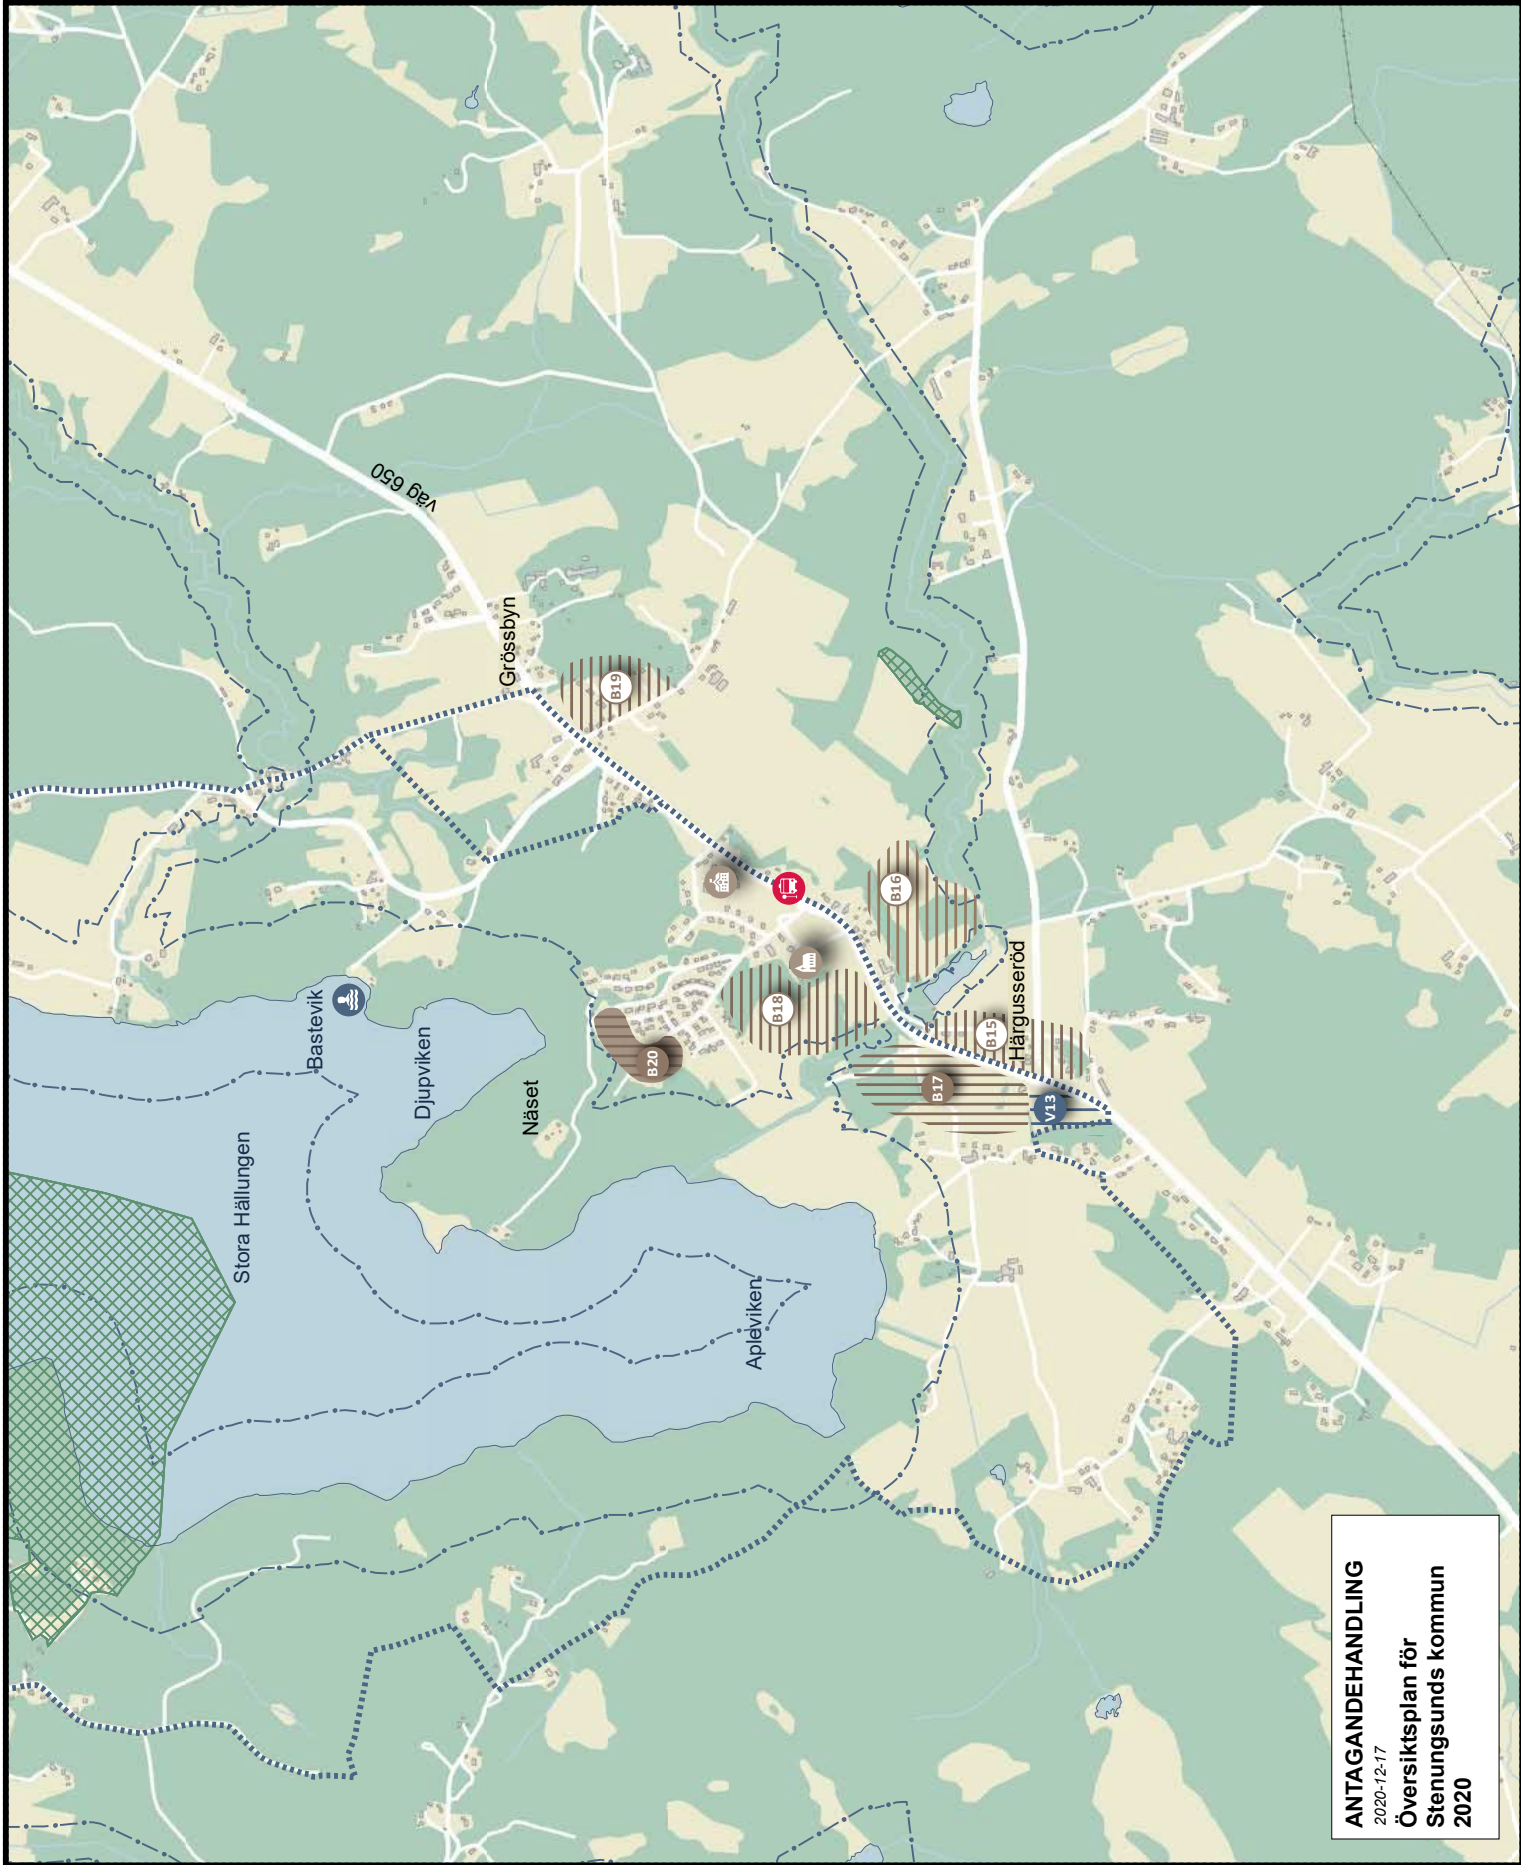 väg 650
Grössbyn
B19
Bastevik
Djupviken
Näset
Stora Hällungen
Apleviken
B20
B18
B16
Härgusseröd
B15
B17
V13
ANTAGANDEHANDLING
2020-12-17
Översiktsplan för
Stenungsunds kommun
2020